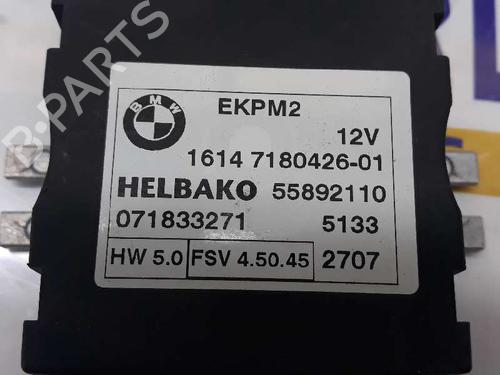 BMW
EKPM2
12V
1614 7180426-01
HELBAKO 55892110
071833271 5133
HW 5.0 FSV 4.50.45 2707
B-PARTS